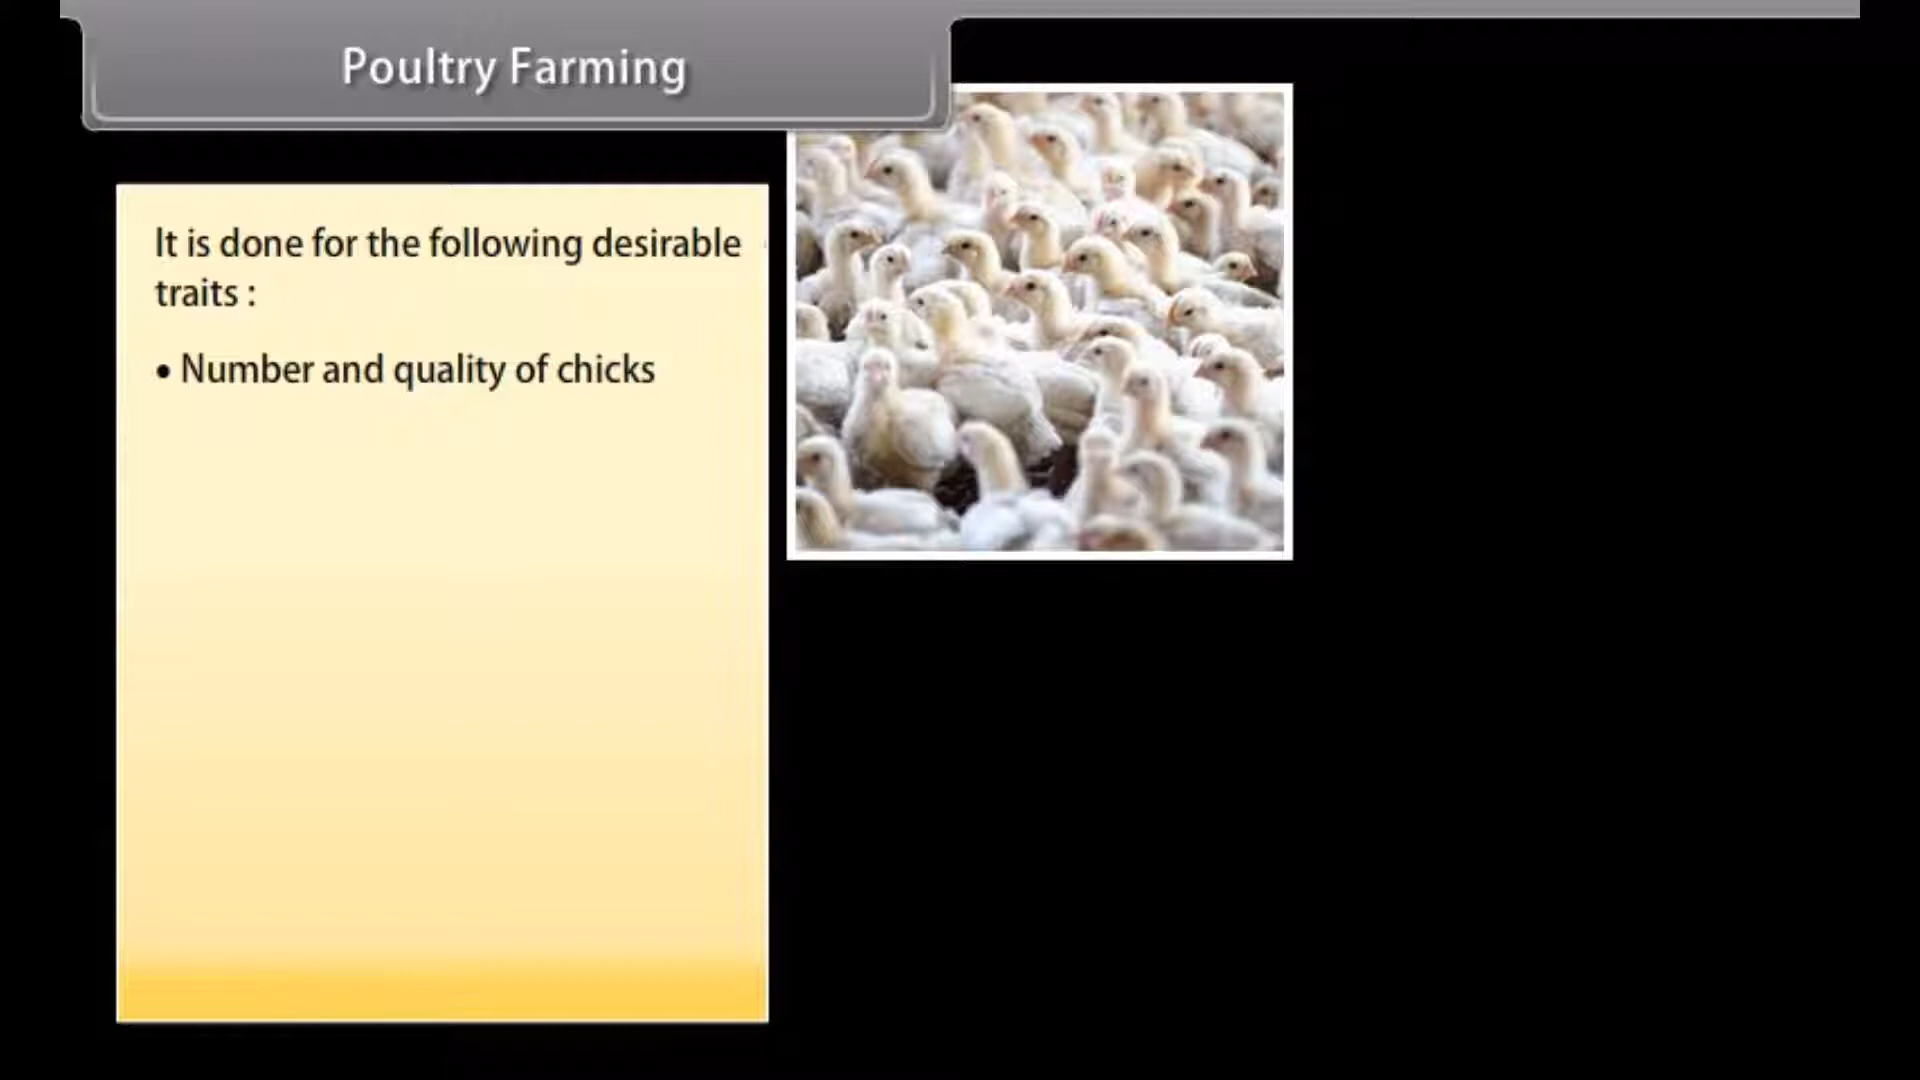 Poultry Farming
It is done for the following desirable
traits :
• Number and quality of chicks